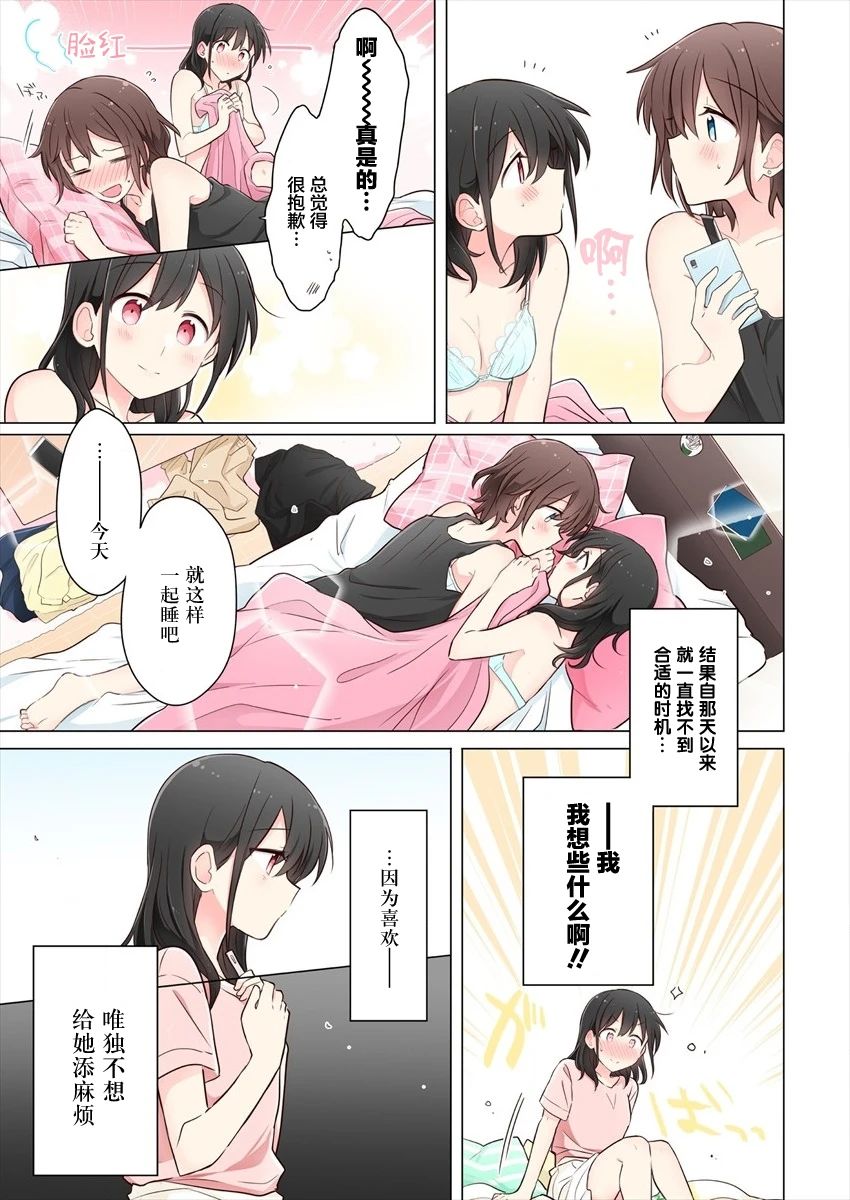 啊…
啊~~~~真是的…
总觉得
很抱歉…
脸红
…——今天
就这样
一起睡吧
结果自那天以来
就一直找不到
合适的时机…
——我
我想些什么啊!!
がばっ
…因为喜欢——
唯独不想
给她添麻烦